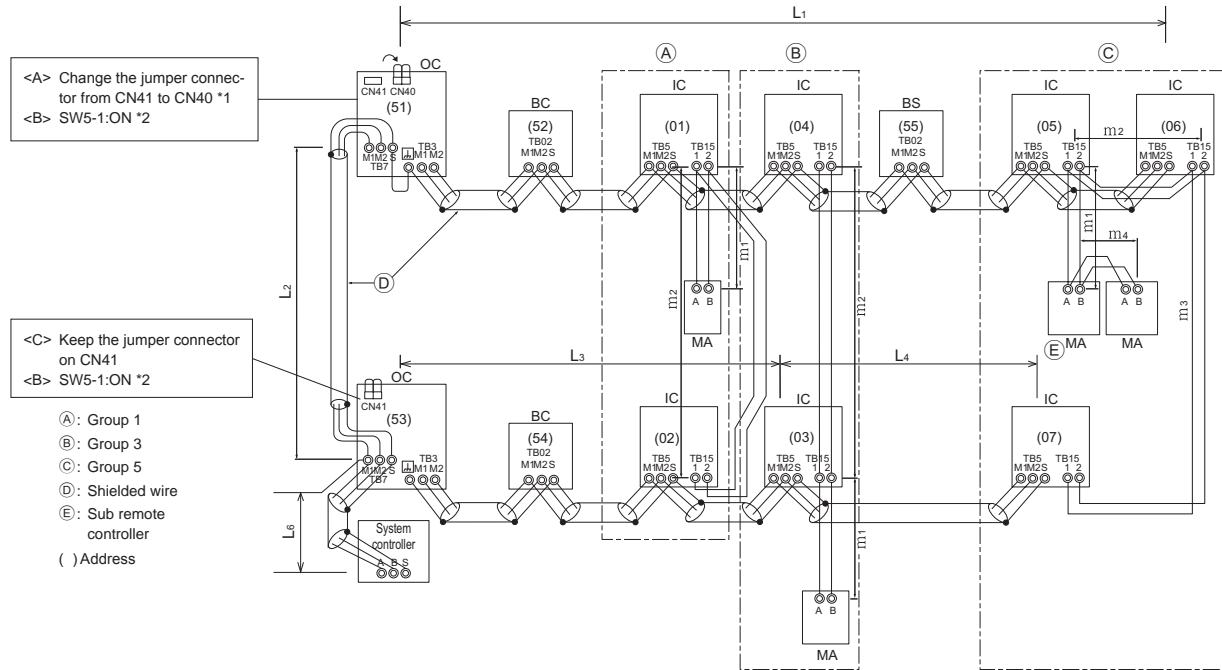 L1
<A> Change the jumper connec-
tor from CN41 to CN40 *1
<B> SW5-1:ON *2
OC
CN41 CN40
(51)
M1M2 S
TB7
TB3
M1 M2
BC
(52)
TB02
M1M2S
A
IC
(01)
TB5
M1M2S
TB15
1 2
B
IC
(04)
TB5
M1M2S
TB15
1 2
BS
(55)
TB02
M1M2S
C
IC
(05)
TB5
M1M2S
TB15
1 2
m2
IC
(06)
TB5
M1M2S
TB15
1 2
L2
D
m2
m1
A B
MA
m2
m1
m4
m3
A B
MA
A B
MA
E
<C> Keep the jumper connector
on CN41
<B> SW5-1:ON *2
L3
L4
OC
CN41
(53)
M1M2 S
TB7
TB3
M1 M2
BC
(54)
TB02
M1M2S
IC
(02)
TB5
M1M2S
TB15
1 2
IC
(03)
TB5
M1M2S
TB15
1 2
IC
(07)
TB5
M1M2S
TB15
1 2
A: Group 1
B: Group 3
C: Group 5
D: Shielded wire
E: Sub remote
controller
( ) Address
L6
System
controller
A B S
m1
A B
MA